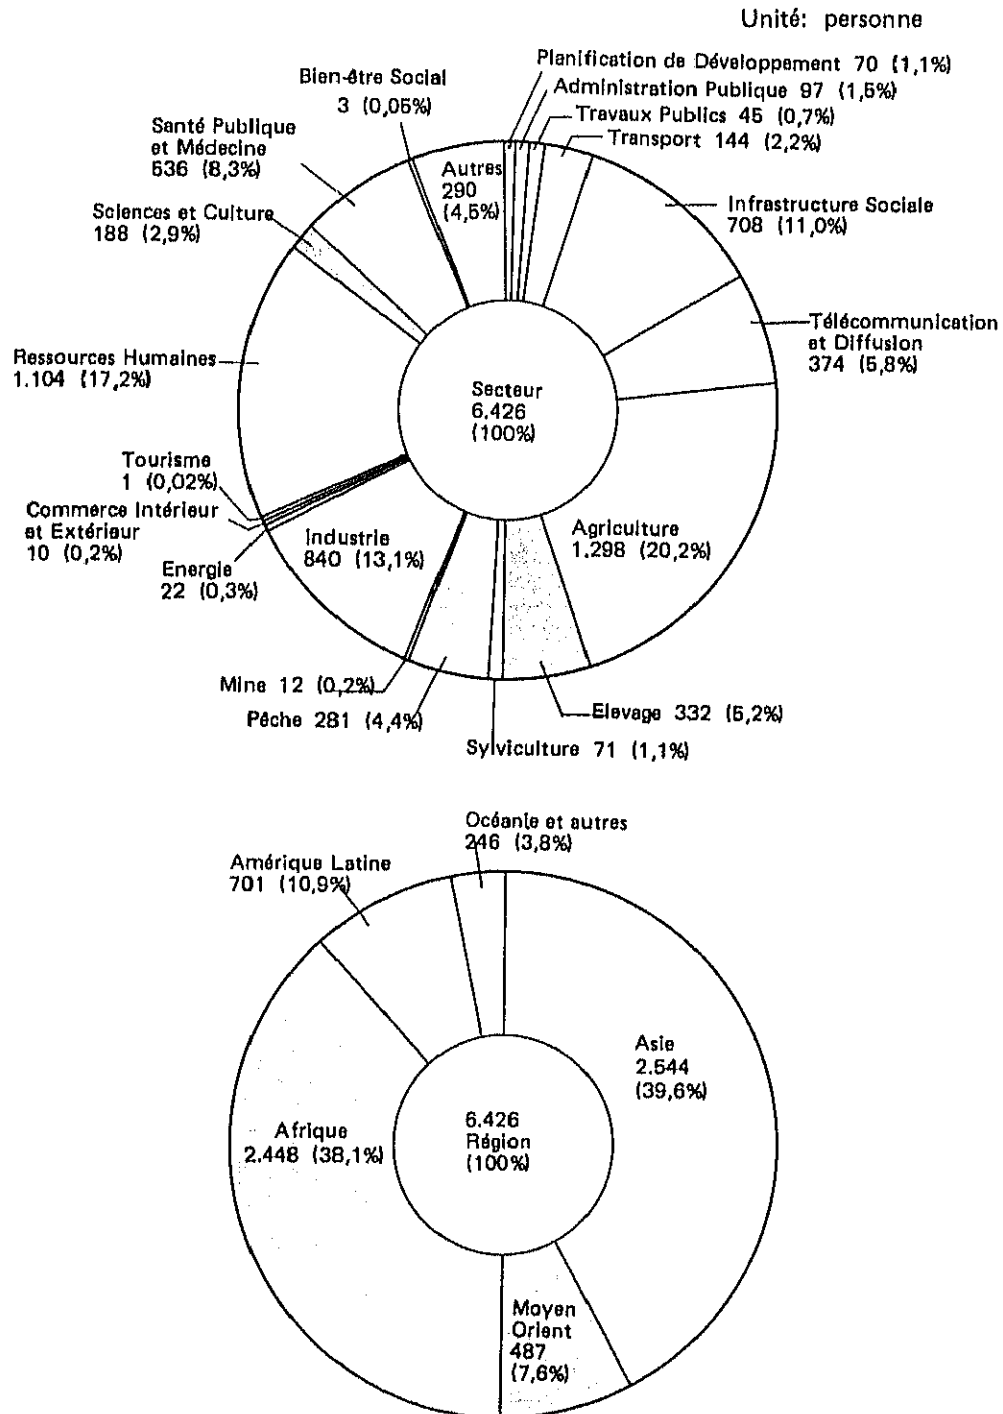 Unité: personne
Planification de Développement 70 (1,1%)
Administration Publique 97 (1,5%)
Travaux Publics 45 (0,7%)
Transport 144 (2,2%)
Infrastructure Sociale
708 (11,0%)
Télécommunication
et Diffusion
374 (5,8%)
Agriculture
1.298 (20,2%)
Elevage 332 (5,2%)
Sylviculture 71 (1,1%)
Pêche 281 (4,4%)
Mine 12 (0,2%)
Industrie
840 (13,1%)
Energie
22 (0,3%)
Commerce Intérieur
et Extérieur
10 (0,2%)
Tourisme
1 (0,02%)
Ressources Humaines
1.104 (17,2%)
Sciences et Culture
188 (2,9%)
Santé Publique
et Médecine
536 (8,3%)
Bien-être Social
3 (0,05%)
Autres
290
(4,5%)
Secteur
6.426
(100%)
Océanie et autres
246 (3,8%)
Amérique Latine
701 (10,9%)
Asie
2.544
(39,6%)
Afrique
2.448 (38,1%)
6.426
Région
(100%)
Moyen
Orient
487
(7,6%)